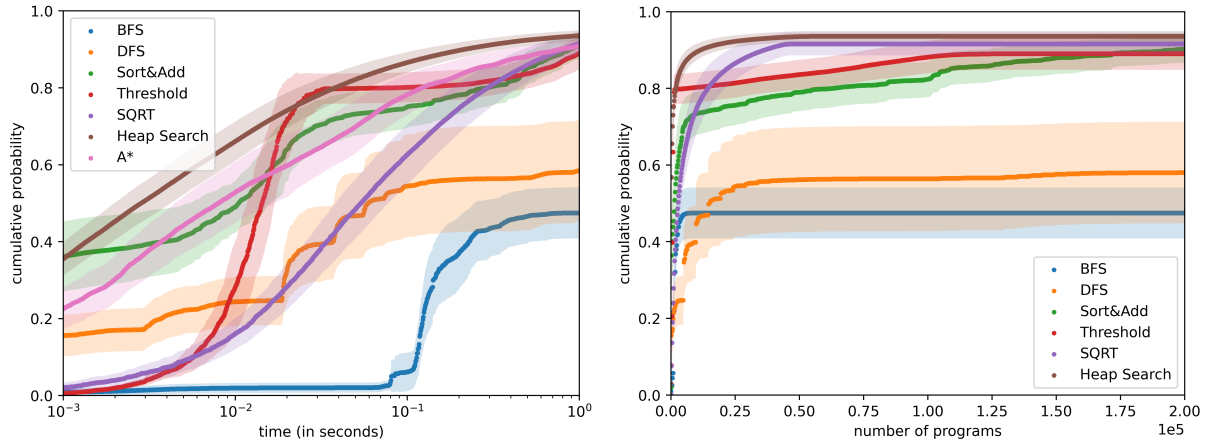 1.0
0.8
0.6
0.4
0.2
0.0
cumulative probability
BFS
DFS
Sort&Add
Threshold
SQRT
Heap Search
A*
10⁻³
10⁻²
10⁻¹
10⁰
time (in seconds)
1.0
0.8
0.6
0.4
0.2
0.0
cumulative probability
BFS
DFS
Sort&Add
Threshold
SQRT
Heap Search
0.00
0.25
0.50
0.75
1.00
1.25
1.50
1.75
2.00
1e5
number of programs